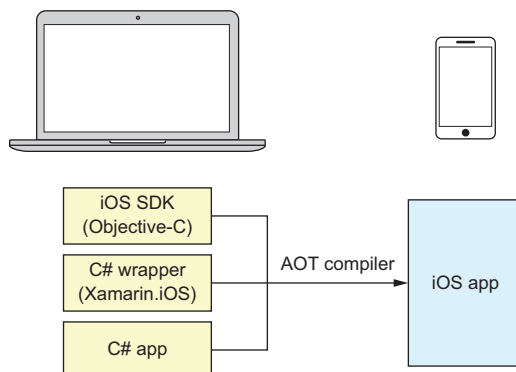 iOS SDK
(Objective-C)
C# wrapper
(Xamarin.iOS)
C# app
AOT compiler
iOS app